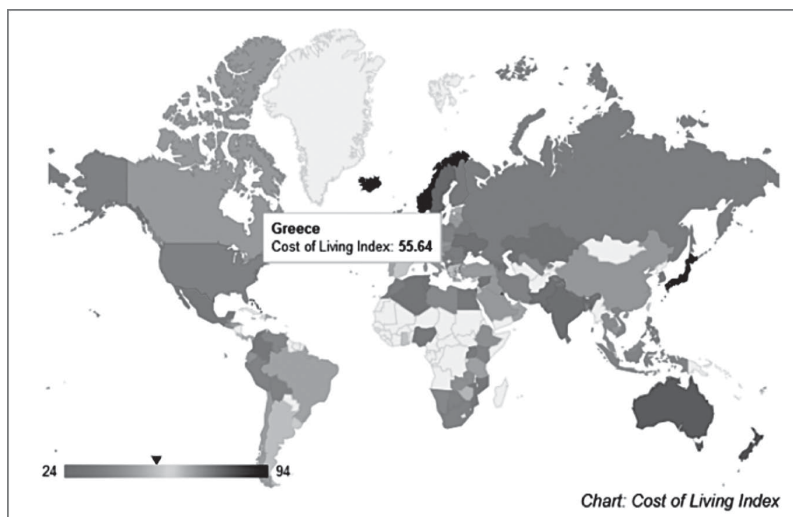 Greece
Cost of Living Index: 55.64
24
94
Chart: Cost of Living Index